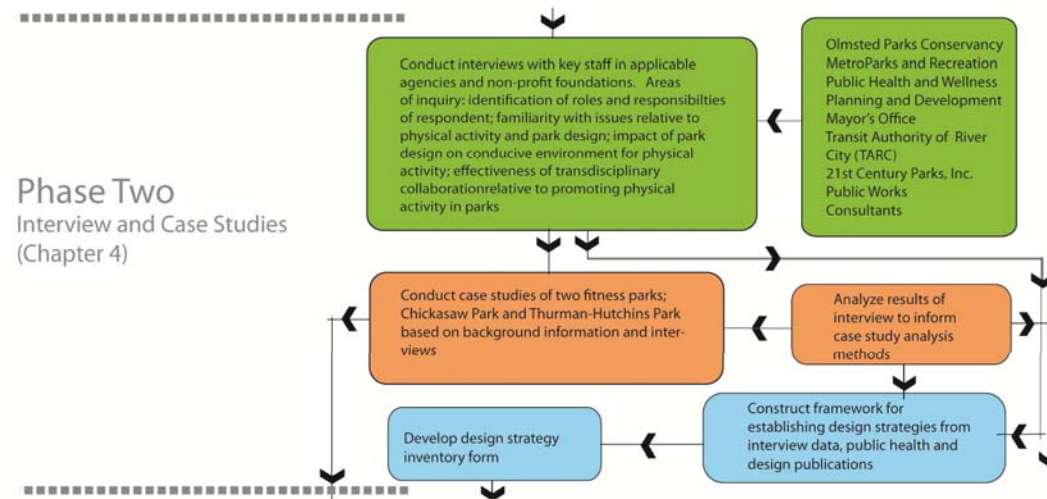 Phase Two
Interview and Case Studies
(Chapter 4)
Conduct interviews with key staff in applicable
agencies and non-profit foundations.   Areas
of inquiry: identification of roles and responsibilties
of respondent; familiarity with issues relative to
physical activity and park design; impact of park
design on conducive environment for physical
activity; effectiveness of transdisciplinary
collaborationrelative to promoting physical
activity in parks
Olmsted Parks Conservancy
MetroParks and Recreation
Public Health and Wellness
Planning and Development
Mayor's Office
Transit Authority of River
City (TARC)
21st Century Parks, Inc.
Public Works
Consultants
Conduct case studies of two fitness parks;
Chickasaw Park and Thurman-Hutchins Park
based on background information and inter-
views
Analyze results of
interview to inform
case study analysis
methods
Develop design strategy
inventory form
Construct framework for
establishing design strategies from
interview data, public health and
design publications